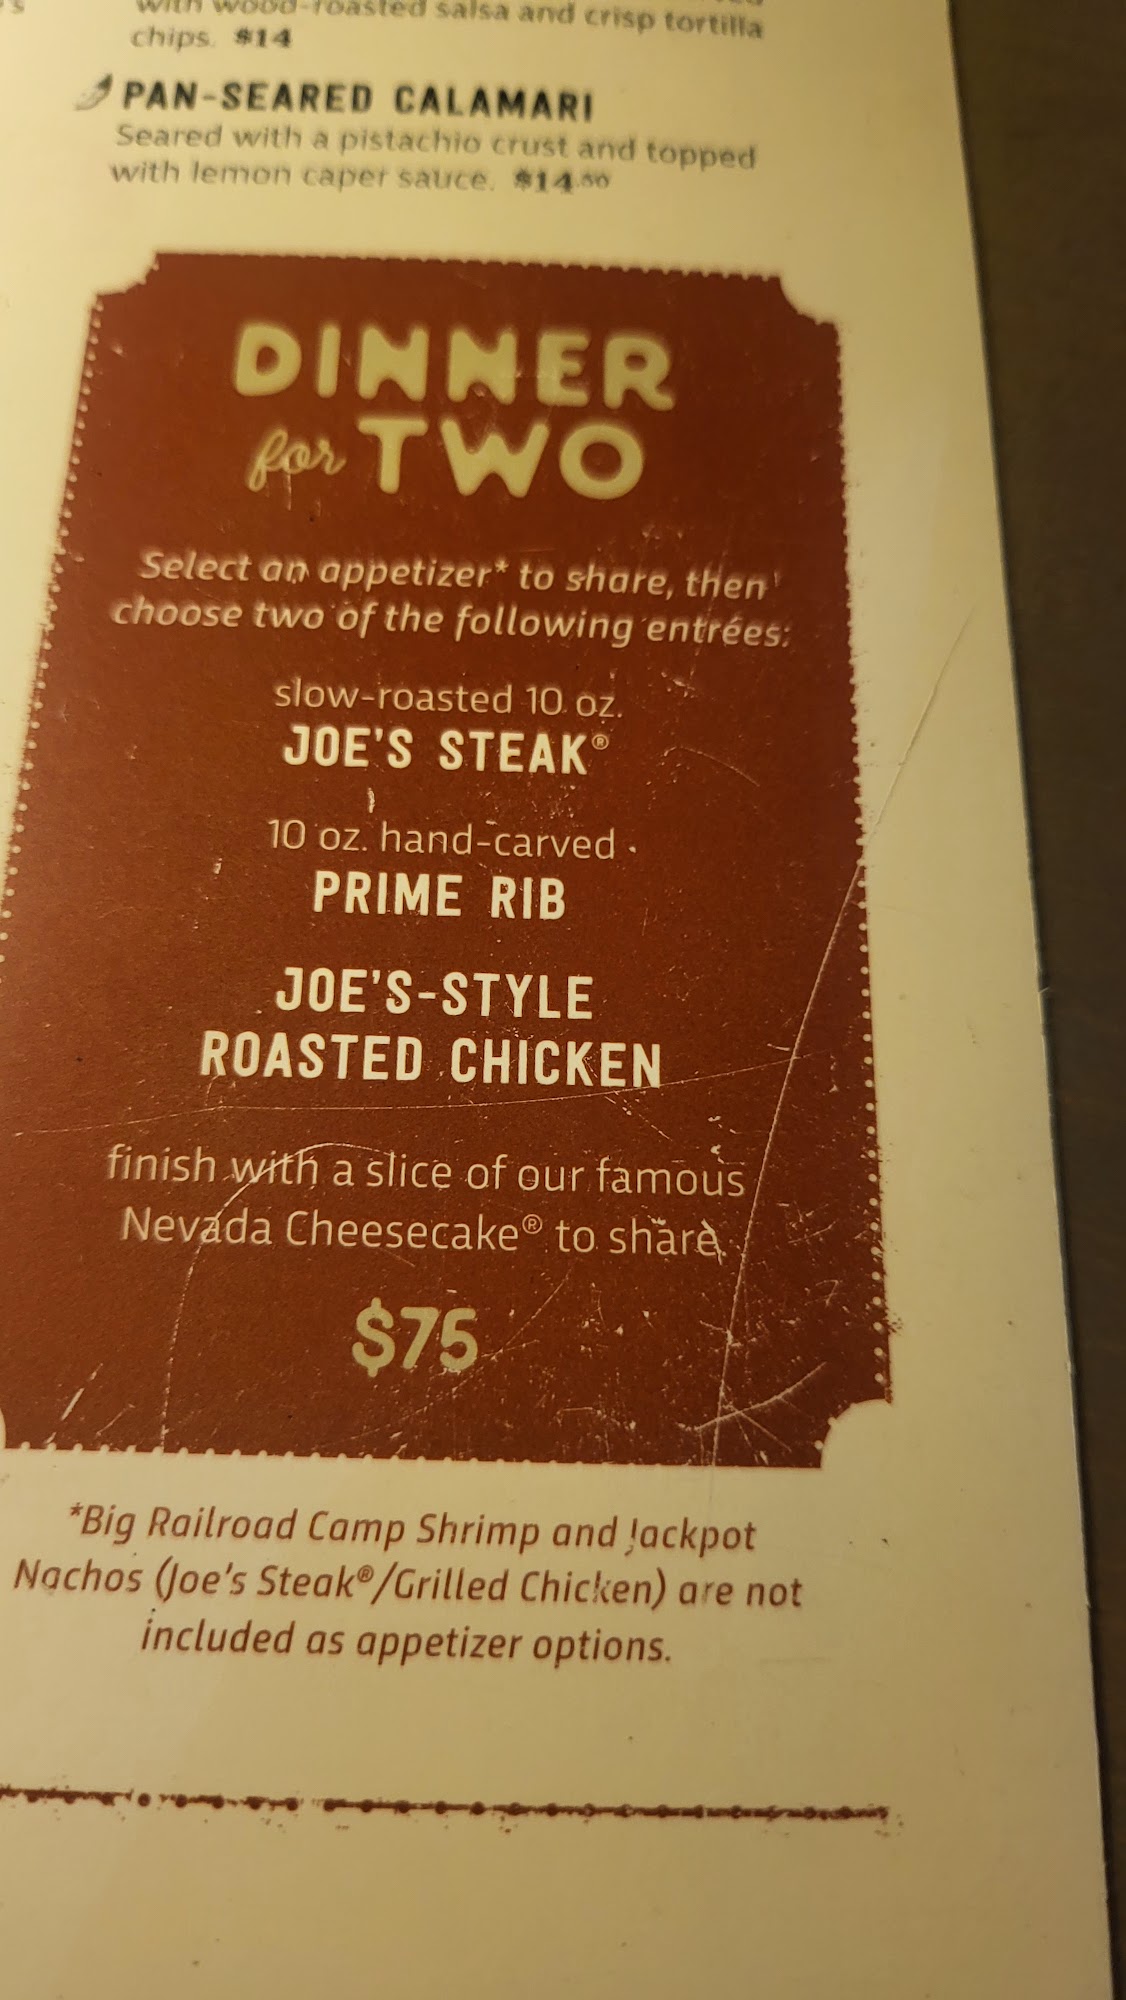 with wood-roasted salsa and crisp tortilla
chips. $14
PAN-SEARED CALAMARI
Seared with a pistachio crust and topped
with lemon caper sauce. $14.50
DINNER
for TWO
Select an appetizer* to share, then
choose two of the following entrées:
slow-roasted 10 oz.
JOE'S STEAK®
10 oz. hand-carved
PRIME RIB
JOE'S-STYLE
ROASTED CHICKEN
finish with a slice of our famous
Nevada Cheesecake® to share.
$75
*Big Railroad Camp Shrimp and Jackpot
Nachos (Joe's Steak®/Grilled Chicken) are not
included as appetizer options.